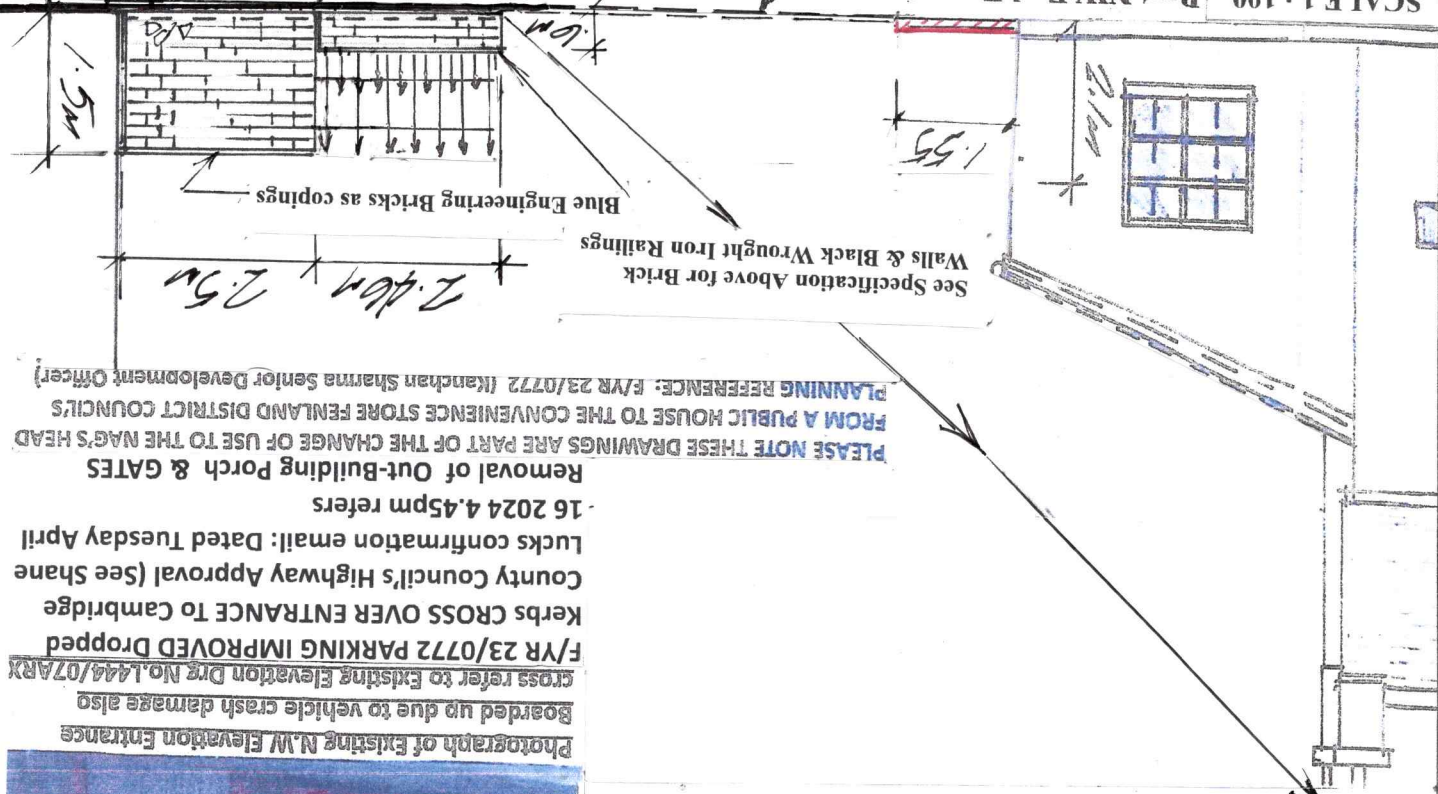 Photograph of Existing N.W Elevation Entrance
Boarded up due to vehicle crash damage also
cross refer to Existing Elevation Drg No.L444/07ARX
F/YR 23/0772 PARKING IMPROVED Dropped
Kerbs CROSS OVER ENTRANCE To Cambridge
County Council's Highway Approval (See Shane
Lucks confirmation email: Dated Tuesday April
16 2024 4.45pm refers
Removal of Out-Building Porch & GATES
PLEASE NOTE THESE DRAWINGS ARE PART OF THE CHANGE OF USE TO THE NAG'S HEAD
FROM A PUBLIC HOUSE TO THE CONVENIENCE STORE FENLAND DISTRICT COUNCIL'S
PLANNING REFERENCE: F/YR 23/0772 (Kanchan Sharma Senior Development Officer)
2.46M
2.5M
See Specification Above for Brick
Walls & Black Wrought Iron Railings
Blue Engineering Bricks as copings
1.55
2.1M
1.5M
.6M
SCALE 1 : 100